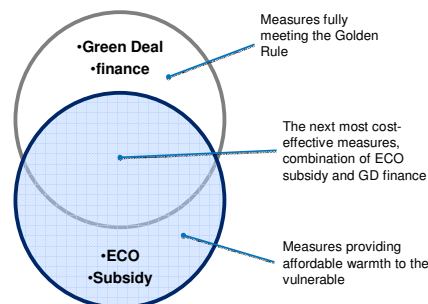 •Green Deal
•finance
Measures fully
meeting the Golden
Rule
The next most cost-
effective measures,
combination of ECO
subsidy and GD finance
•ECO
•Subsidy
Measures providing
affordable warmth to the
vulnerable